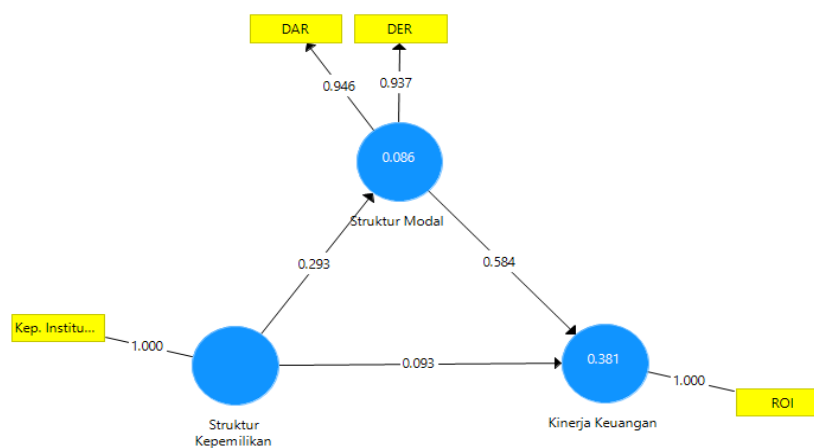 DAR
DER
0.946
0.937
0.086
Struktur Modal
0.293
0.584
Kep. Institu...
1.000
0.093
0.381
1.000
ROI
Struktur
Kepemilikan
Kinerja Keuangan